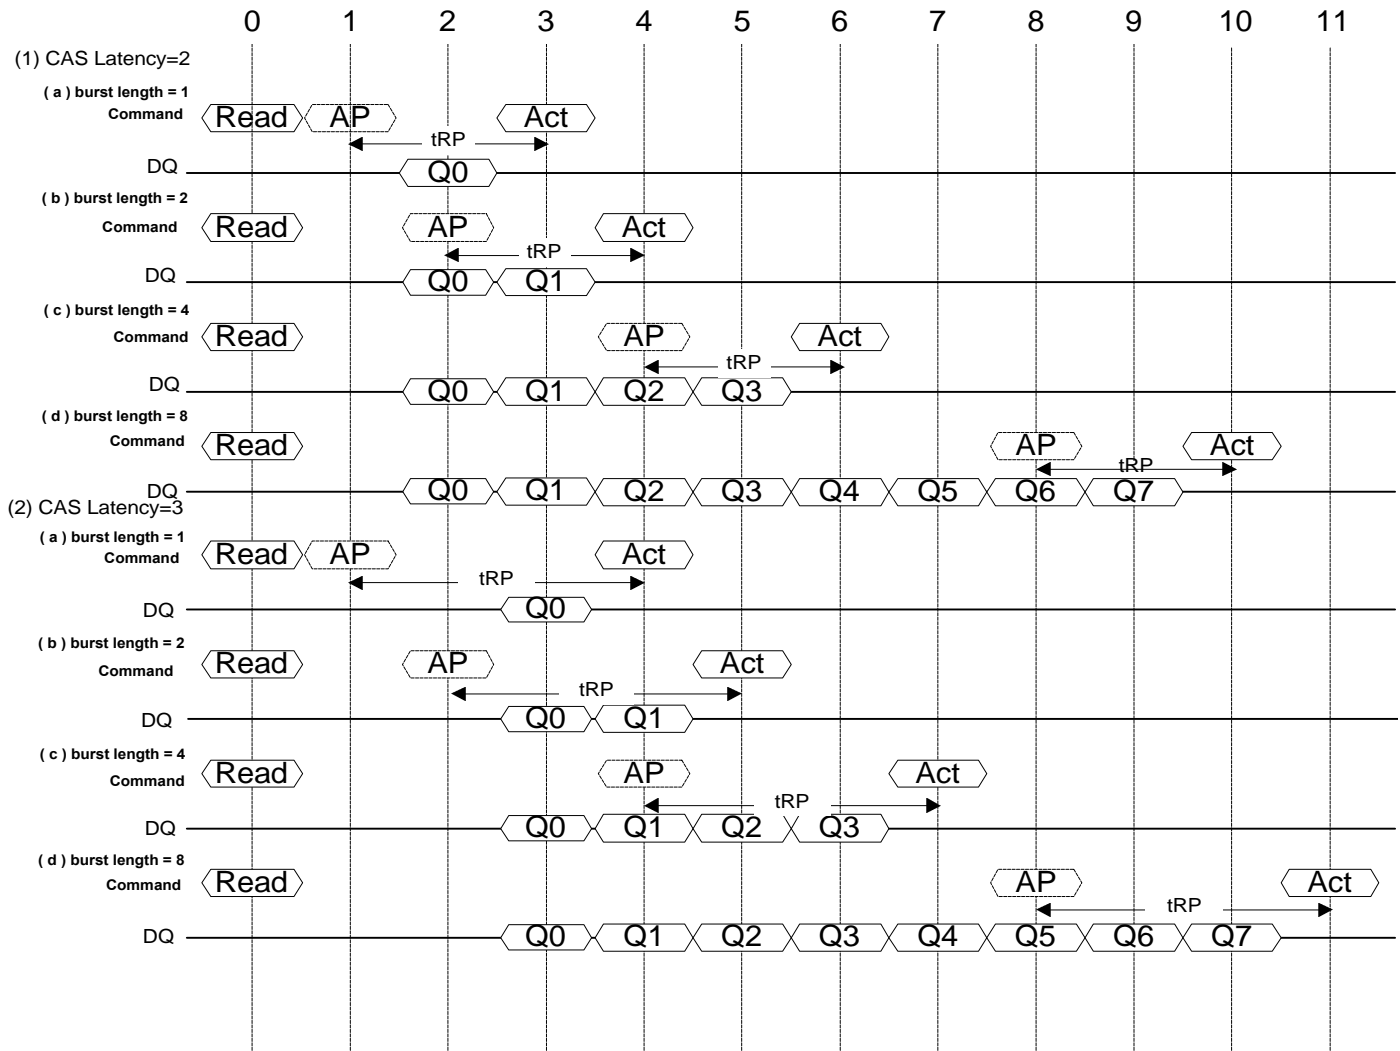 0 1 2 3 4 5 6 7 8 9 10 11
(1) CAS Latency=2
( a ) burst length = 1
Command Read AP Act
tRP
DQ Q0
( b ) burst length = 2
Command Read AP Act
tRP
DQ Q0 Q1
( c ) burst length = 4
Command Read AP Act
tRP
DQ Q0 Q1 Q2 Q3
( d ) burst length = 8
Command Read AP Act
tRP
DQ Q0 Q1 Q2 Q3 Q4 Q5 Q6 Q7
(2) CAS Latency=3
( a ) burst length = 1
Command Read AP Act
tRP
DQ Q0
( b ) burst length = 2
Command Read AP Act
tRP
DQ Q0 Q1
( c ) burst length = 4
Command Read AP Act
tRP
DQ Q0 Q1 Q2 Q3
( d ) burst length = 8
Command Read AP Act
tRP
DQ Q0 Q1 Q2 Q3 Q4 Q5 Q6 Q7